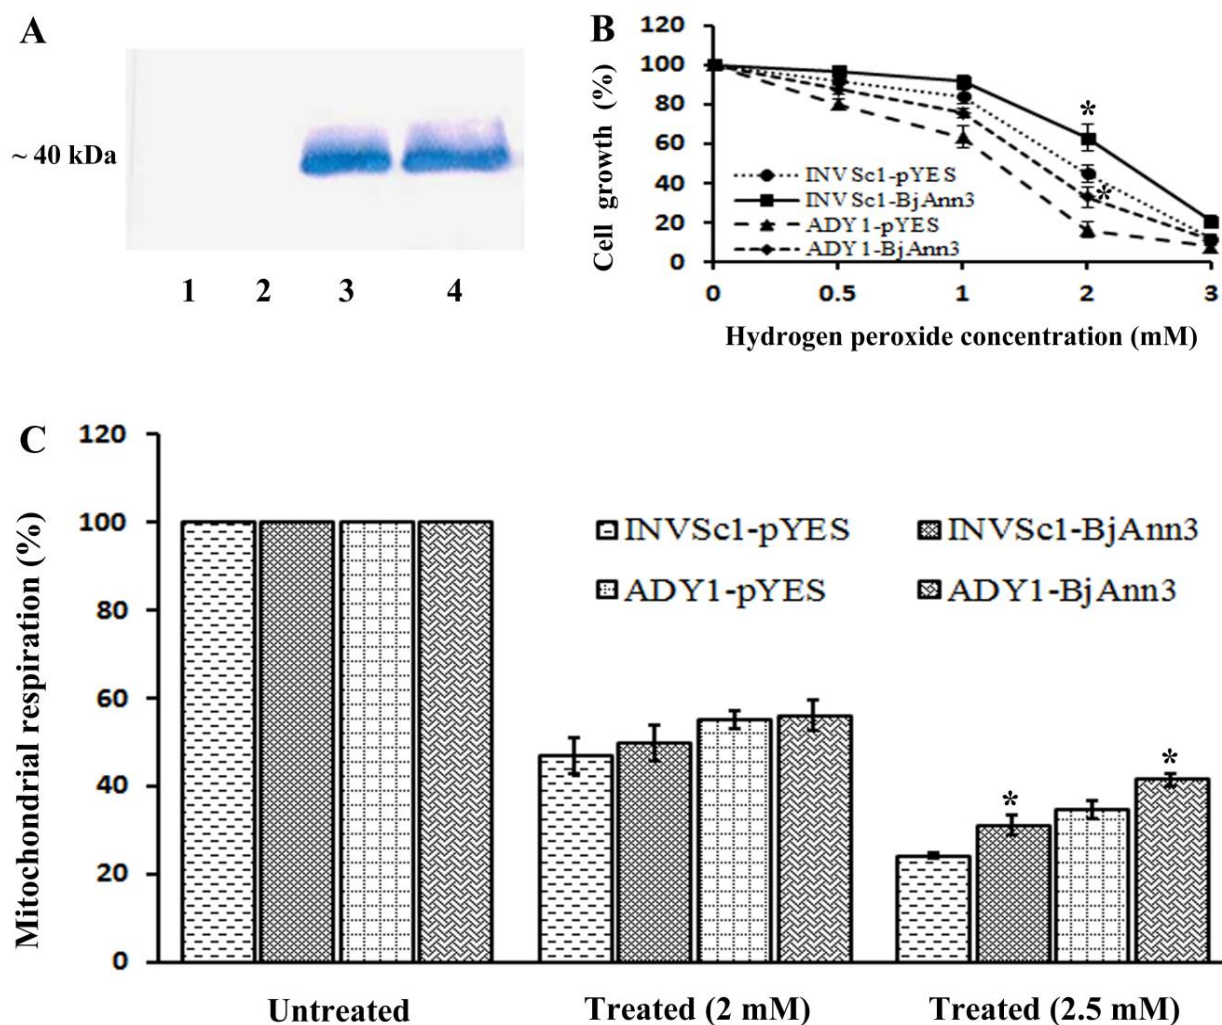 A
~ 40 kDa
1 2 3 4
B
Cell growth (%)
120
100
80
60
40
20
0
*
*
INVSc1-pYES
INVSc1-BjAnn3
ADY1-pYES
ADY1-BjAnn3
0 0.5 1 2 3
Hydrogen peroxide concentration (mM)
C
Mitochondrial respiration (%)
120
100
80
60
40
20
0
INVSc1-pYES INVSc1-BjAnn3
ADY1-pYES ADY1-BjAnn3
* *
Untreated Treated (2 mM) Treated (2.5 mM)